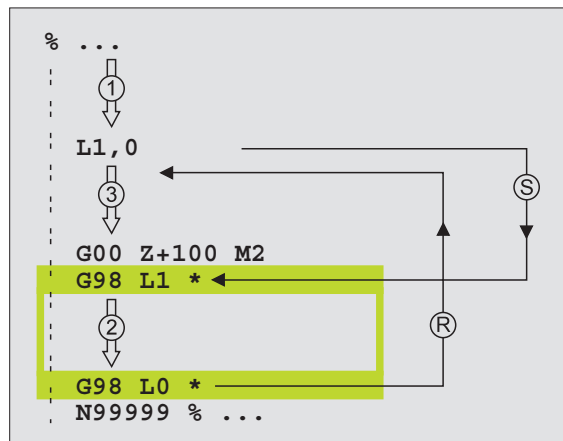 % ...
1
L1,0
S
3
G00 Z+100 M2
G98 L1 *
2
R
G98 L0 *
N99999 % ...